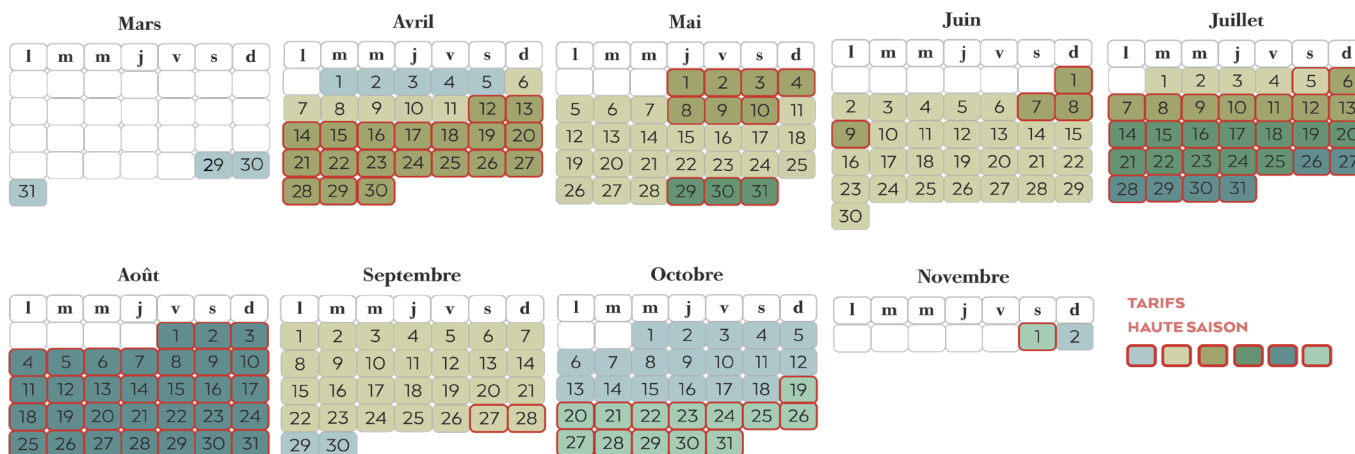 Mars
l m m j v s d
29 30
31
Avril
l m m j v s d
1 2 3 4 5 6
7 8 9 10 11 12 13
14 15 16 17 18 19 20
21 22 23 24 25 26 27
28 29 30
Mai
l m m j v s d
1 2 3 4
5 6 7 8 9 10 11
12 13 14 15 16 17 18
19 20 21 22 23 24 25
26 27 28 29 30 31
Juin
l m m j v s d
1
2 3 4 5 6 7 8
9 10 11 12 13 14 15
16 17 18 19 20 21 22
23 24 25 26 27 28 29
30
Juillet
l m m j v s d
1 2 3 4 5 6
7 8 9 10 11 12 13
14 15 16 17 18 19 20
21 22 23 24 25 26 27
28 29 30 31
Août
l m m j v s d
1 2 3
4 5 6 7 8 9 10
11 12 13 14 15 16 17
18 19 20 21 22 23 24
25 26 27 28 29 30 31
Septembre
l m m j v s d
1 2 3 4 5 6 7
8 9 10 11 12 13 14
15 16 17 18 19 20 21
22 23 24 25 26 27 28
29 30
Octobre
l m m j v s d
1 2 3 4 5
6 7 8 9 10 11 12
13 14 15 16 17 18 19
20 21 22 23 24 25 26
27 28 29 30 31
Novembre
l m m j v s d
1 2
TARIFS
HAUTE SAISON